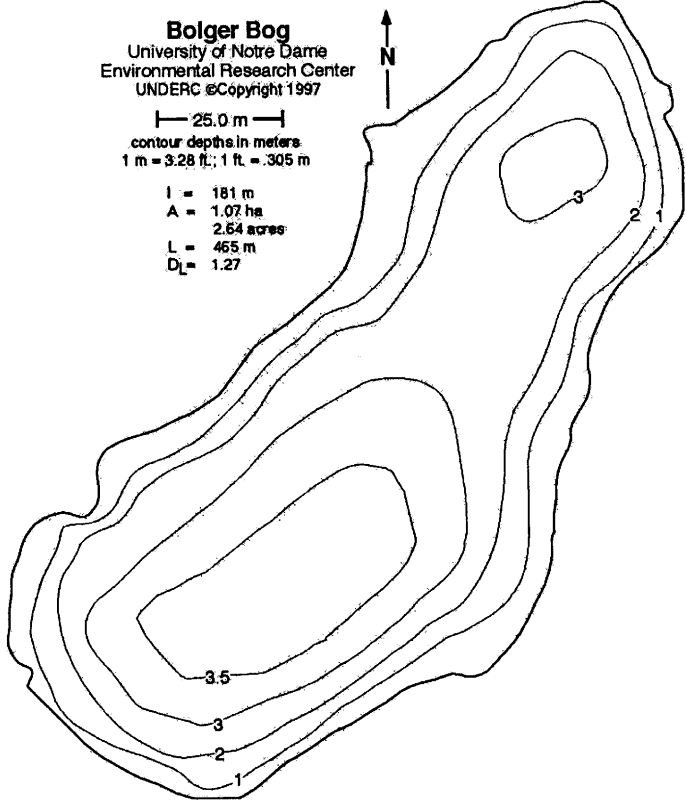 Bolger Bog
University of Notre Dame
Environmental Research Center
UNDERC ©Copyright 1997
N
25.0 m
contour depths in meters
1 m = 3.28 ft.; 1 ft. = .305 m
l = 181 m
A = 1.07 ha
2.64 acres
L = 465 m
DL= 1.27
3
2
1
3.5
3
2
1